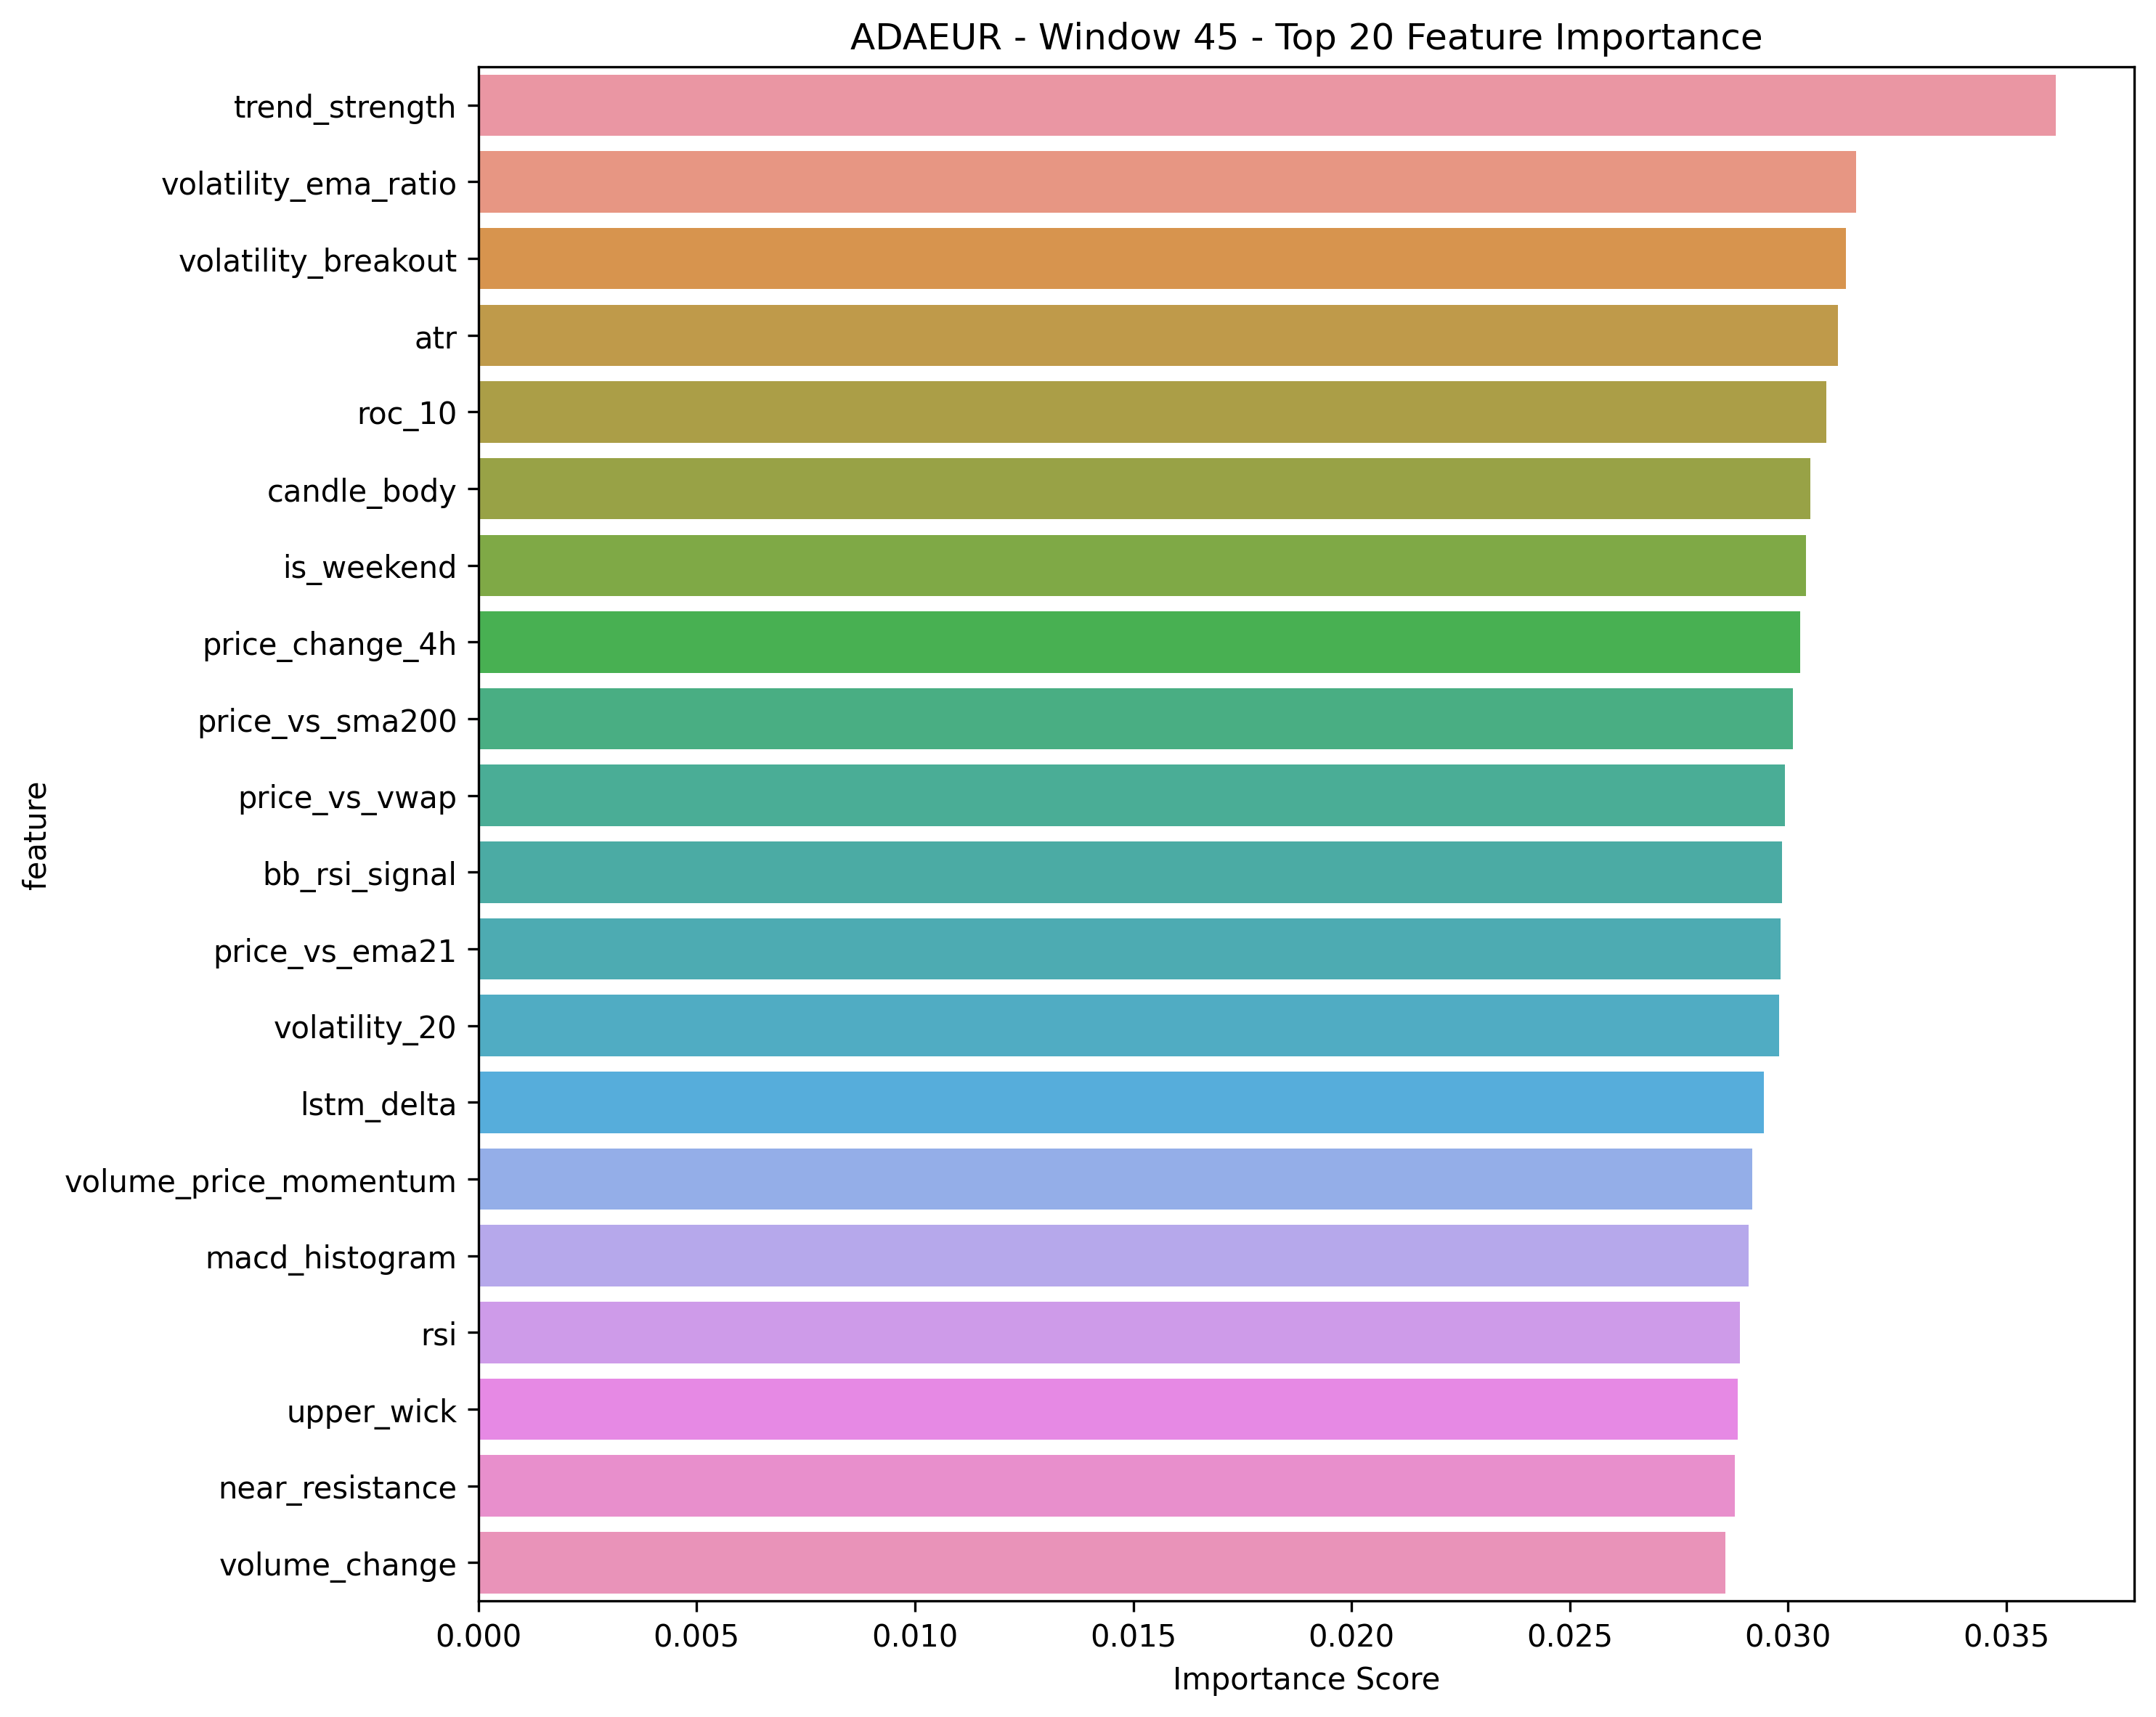 ADAEUR - Window 45 - Top 20 Feature Importance
trend_strength
volatility_ema_ratio
volatility_breakout
atr
roc_10
candle_body
is_weekend
price_change_4h
price_vs_sma200
price_vs_vwap
bb_rsi_signal
price_vs_ema21
volatility_20
lstm_delta
volume_price_momentum
macd_histogram
rsi
upper_wick
near_resistance
volume_change
feature
0.000 0.005 0.010 0.015 0.020 0.025 0.030 0.035
Importance Score